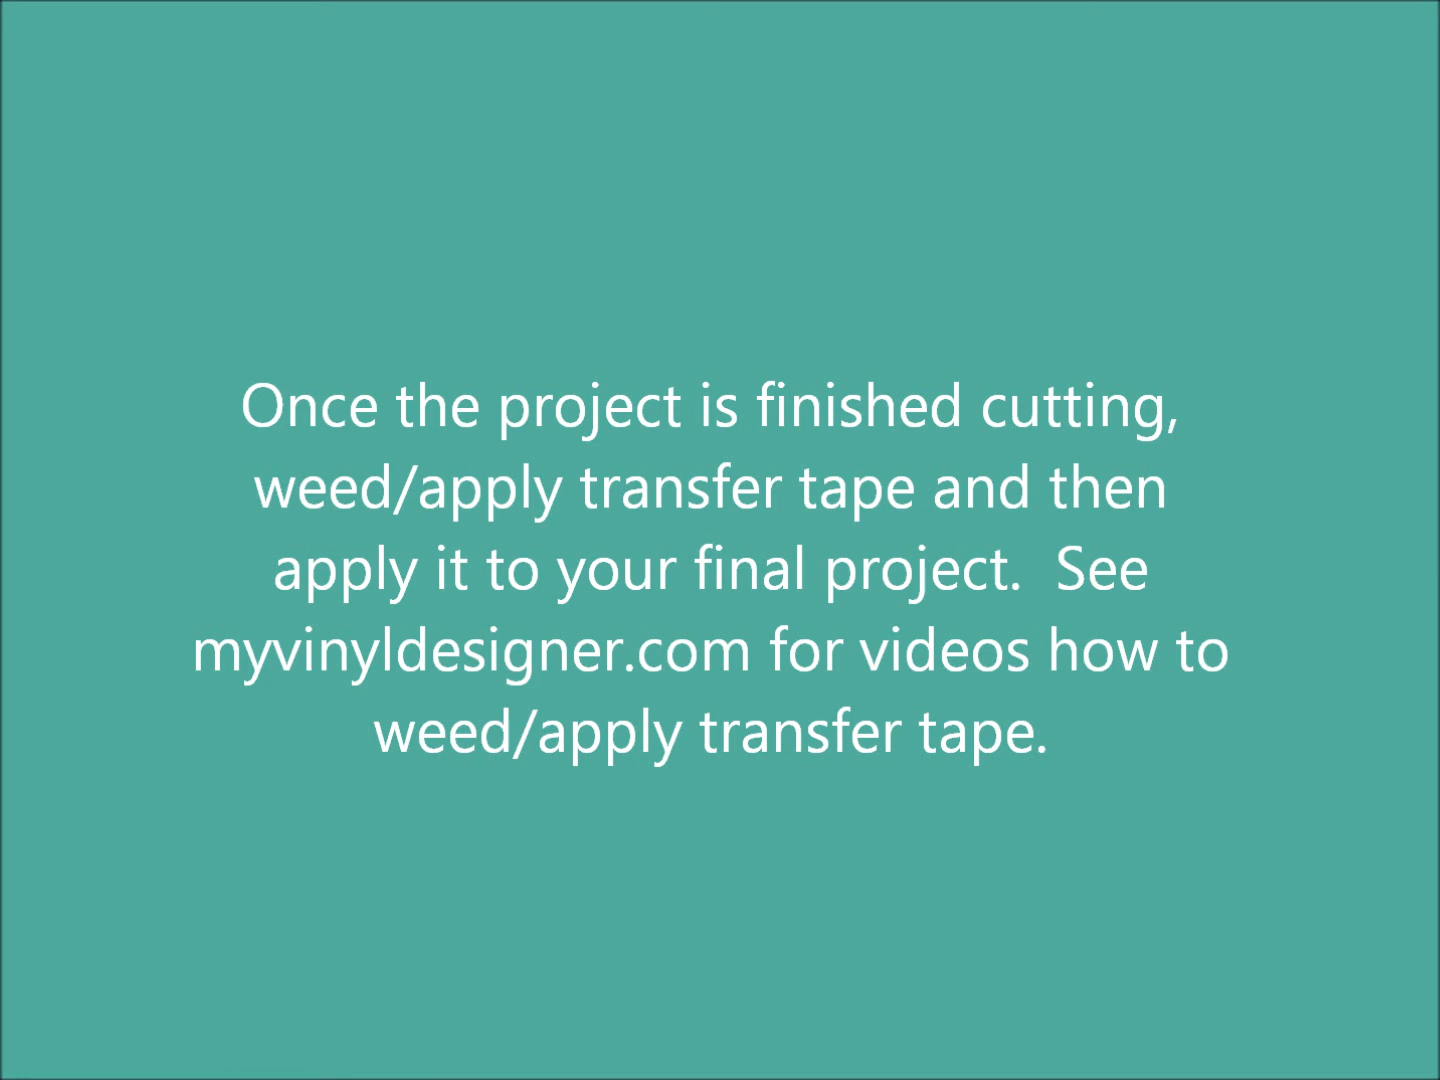 Once the project is finished cutting,
weed/apply transfer tape and then
apply it to your final project.  See
myvinyldesigner.com for videos how to
weed/apply transfer tape.